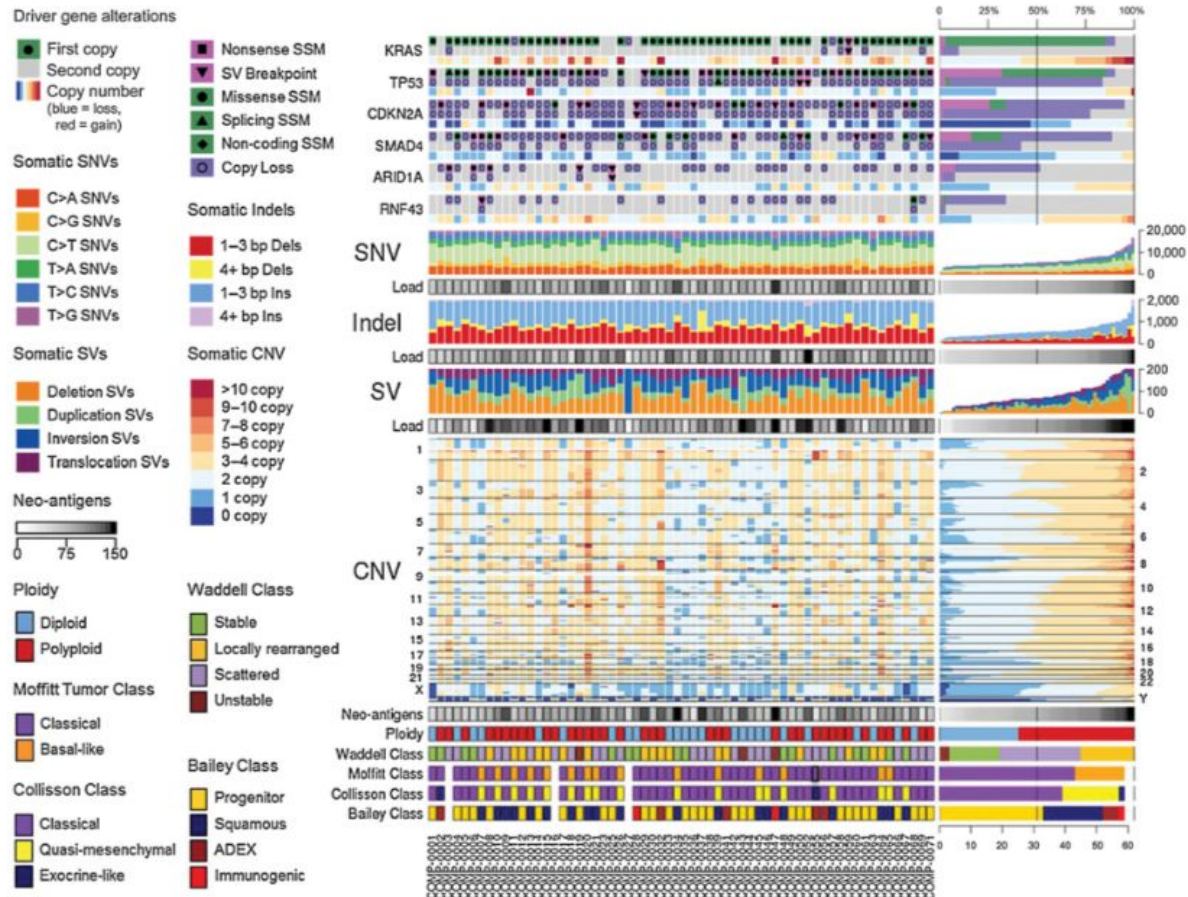 Driver gene alterations
First copy
Second copy
Copy number
(blue = loss,
red = gain)
Nonsense SSM
SV Breakpoint
Missense SSM
Splicing SSM
Non-coding SSM
Copy Loss
Somatic SNVs
C>A SNVs
C>G SNVs
C>T SNVs
T>A SNVs
T>C SNVs
T>G SNVs
Somatic Indels
1–3 bp Dels
4+ bp Dels
1–3 bp Ins
4+ bp Ins
Somatic SVs
Deletion SVs
Duplication SVs
Inversion SVs
Translocation SVs
Somatic CNV
>10 copy
9–10 copy
7–8 copy
5–6 copy
3–4 copy
2 copy
1 copy
0 copy
Neo-antigens
0 75 150
Ploidy
Diploid
Polyploid
Waddell Class
Stable
Locally rearranged
Scattered
Unstable
Moffitt Tumor Class
Classical
Basal-like
Collisson Class
Classical
Quasi-mesenchymal
Exocrine-like
Bailey Class
Progenitor
Squamous
ADEX
Immunogenic
0 25% 50% 75% 100%
KRAS
TP53
CDKN2A
SMAD4
ARID1A
RNF43
SNV
20,000
10,000
0
Load
Indel
2,000
1,000
0
Load
SV
200
100
0
Load
CNV
1
3
5
7
9
11
13
15
17
19
21
X
2
4
6
8
10
12
14
16
18
20
22
Y
Neo-antigens
Ploidy
Waddell Class
Moffitt Class
Collisson Class
Bailey Class
0 10 20 30 40 50 60